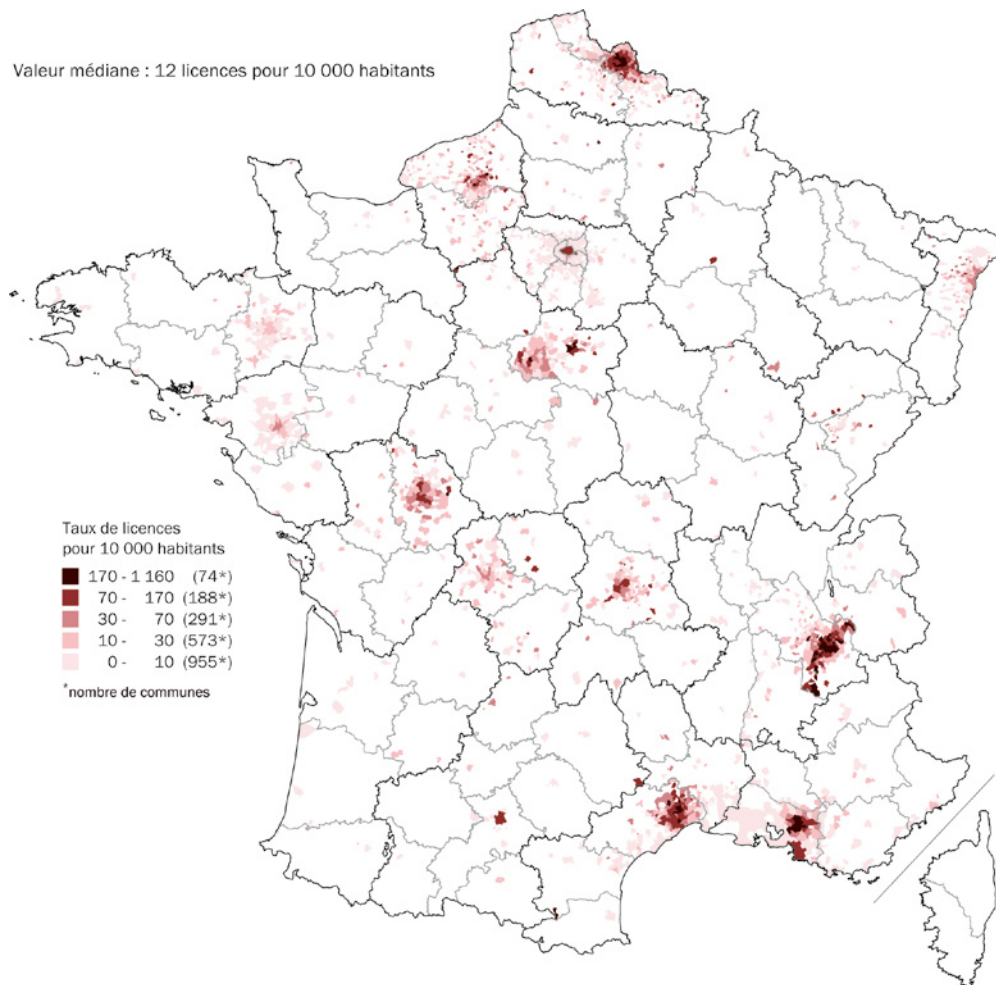 Valeur médiane : 12 licences pour 10 000 habitants
Taux de licences
pour 10 000 habitants
170 - 1 160 (74*)
70 - 170 (188*)
30 - 70 (291*)
10 - 30 (573*)
0 - 10 (955*)
*nombre de communes